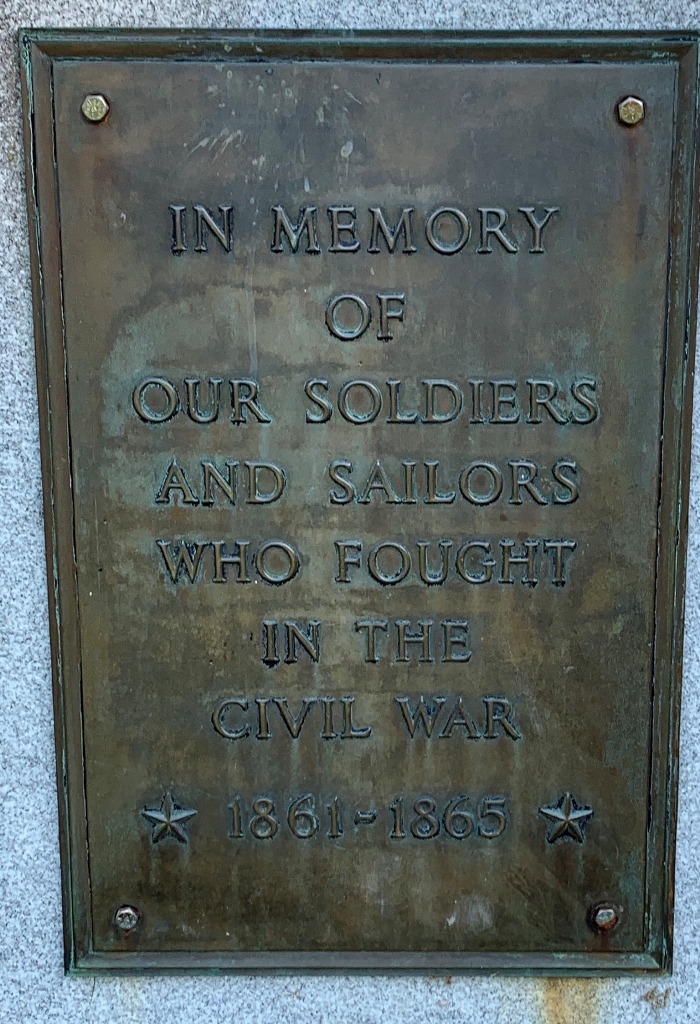 IN MEMORY
OF
OUR SOLDIERS
AND SAILORS
WHO FOUGHT
IN THE
CIVIL WAR
★ 1861-1865 ★